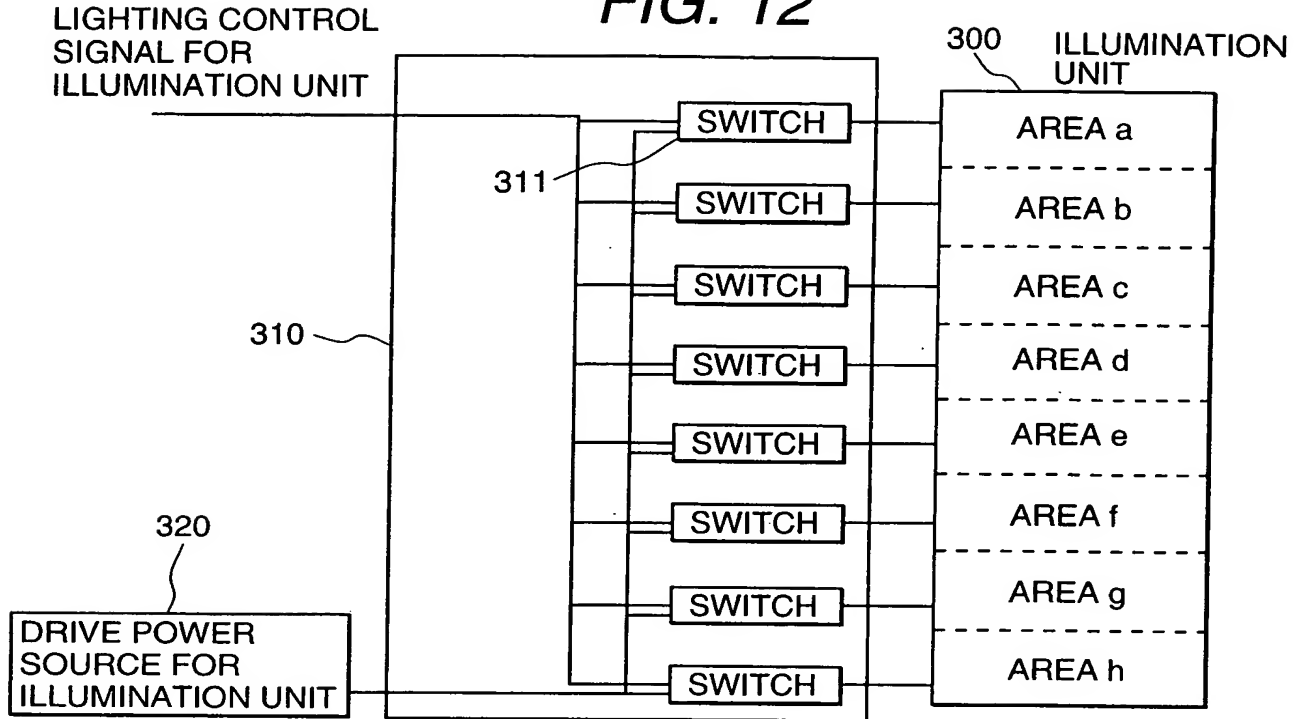 FIG. 12
LIGHTING CONTROL
SIGNAL FOR
ILLUMINATION UNIT
300
ILLUMINATION
UNIT
SWITCH
AREA a
311
SWITCH
AREA b
SWITCH
AREA c
310
SWITCH
AREA d
SWITCH
AREA e
320
SWITCH
AREA f
SWITCH
AREA g
DRIVE POWER
SOURCE FOR
ILLUMINATION UNIT
SWITCH
AREA h